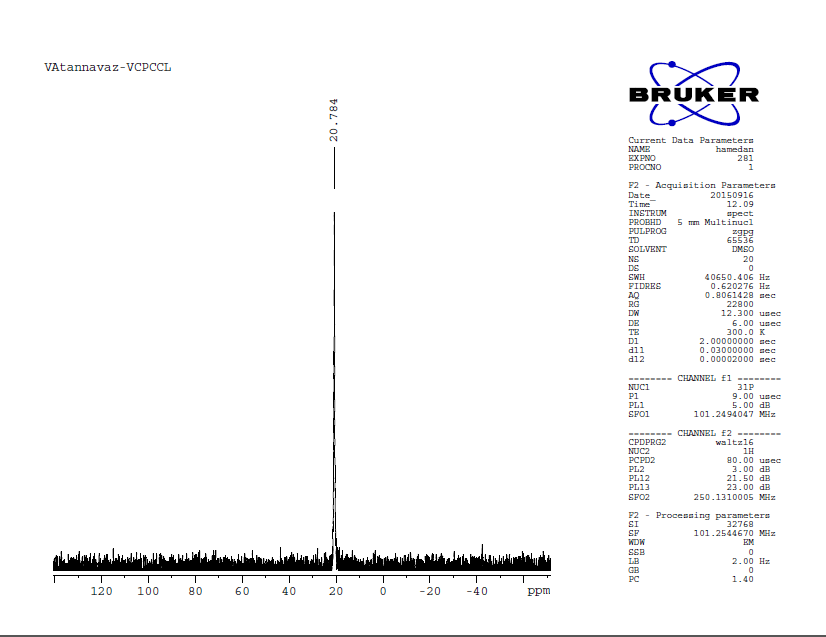 VAtannavaz-VCPCCL
20.784
120 100 80 60 40 20 0 -20 -40 ppm
BRUKER
Current Data Parameters
NAME hamedan
EXPNO 281
PROCNO 1
F2 - Acquisition Parameters
Date_ 20150916
Time 12.09
INSTRUM spect
PROBHD 5 mm Multinucl
PULPROG zgpg
TD 65536
SOLVENT DMSO
NS 20
DS 0
SWH 40650.406 Hz
FIDRES 0.620276 Hz
AQ 0.8061428 sec
RG 22800
DW 12.300 usec
DE 6.00 usec
TE 300.0 K
D1 2.00000000 sec
d11 0.03000000 sec
d12 0.00002000 sec
======== CHANNEL f1 ========
NUC1 31P
P1 9.00 usec
PL1 5.00 dB
SFO1 101.2494047 MHz
======== CHANNEL f2 ========
CPDPRG2 waltz16
NUC2 1H
PCPD2 80.00 usec
PL2 3.00 dB
PL12 21.50 dB
PL13 23.00 dB
SFO2 250.1310005 MHz
F2 - Processing parameters
SI 32768
SF 101.2544670 MHz
WDW EM
SSB 0
LB 2.00 Hz
GB 0
PC 1.40